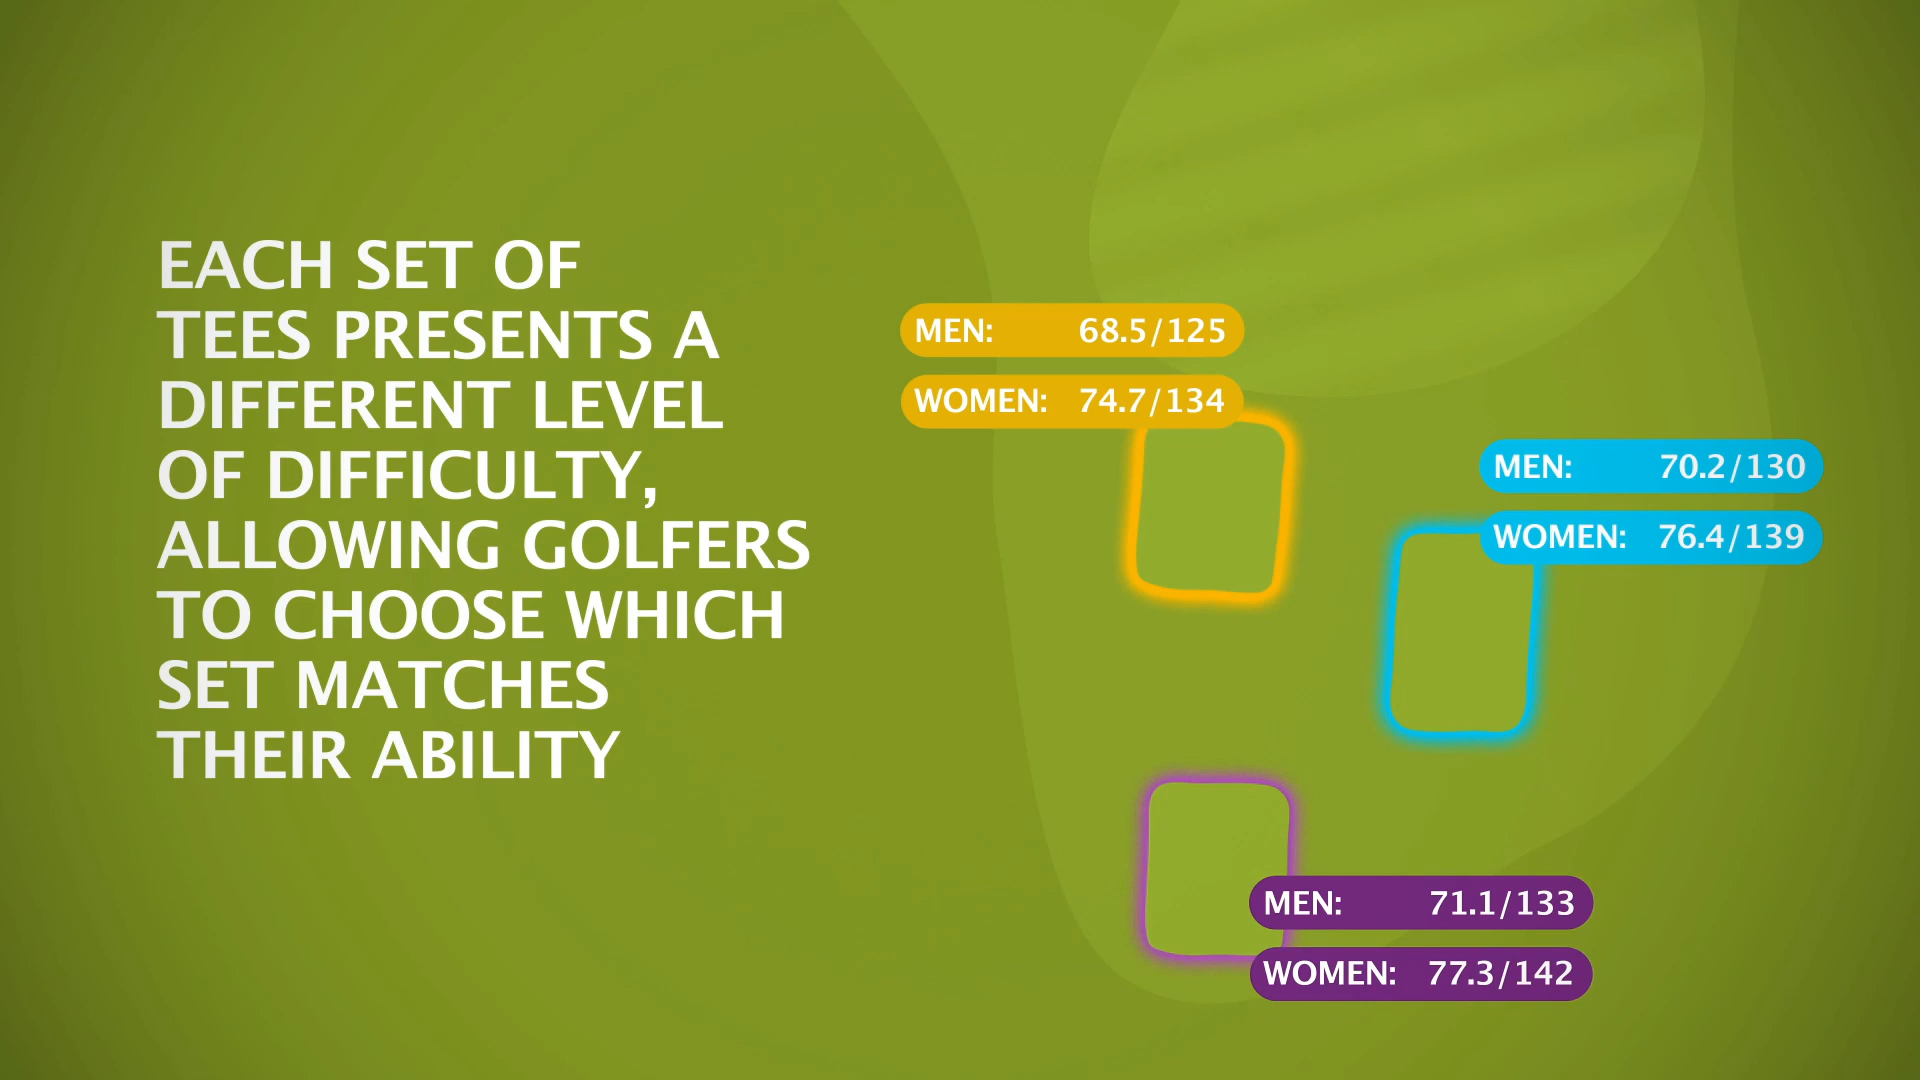 EACH SET OF
TEES PRESENTS A
DIFFERENT LEVEL
OF DIFFICULTY,
ALLOWING GOLFERS
TO CHOOSE WHICH
SET MATCHES
THEIR ABILITY
MEN: 68.5/125
WOMEN: 74.7/134
MEN: 70.2/130
WOMEN: 76.4/139
MEN: 71.1/133
WOMEN: 77.3/142